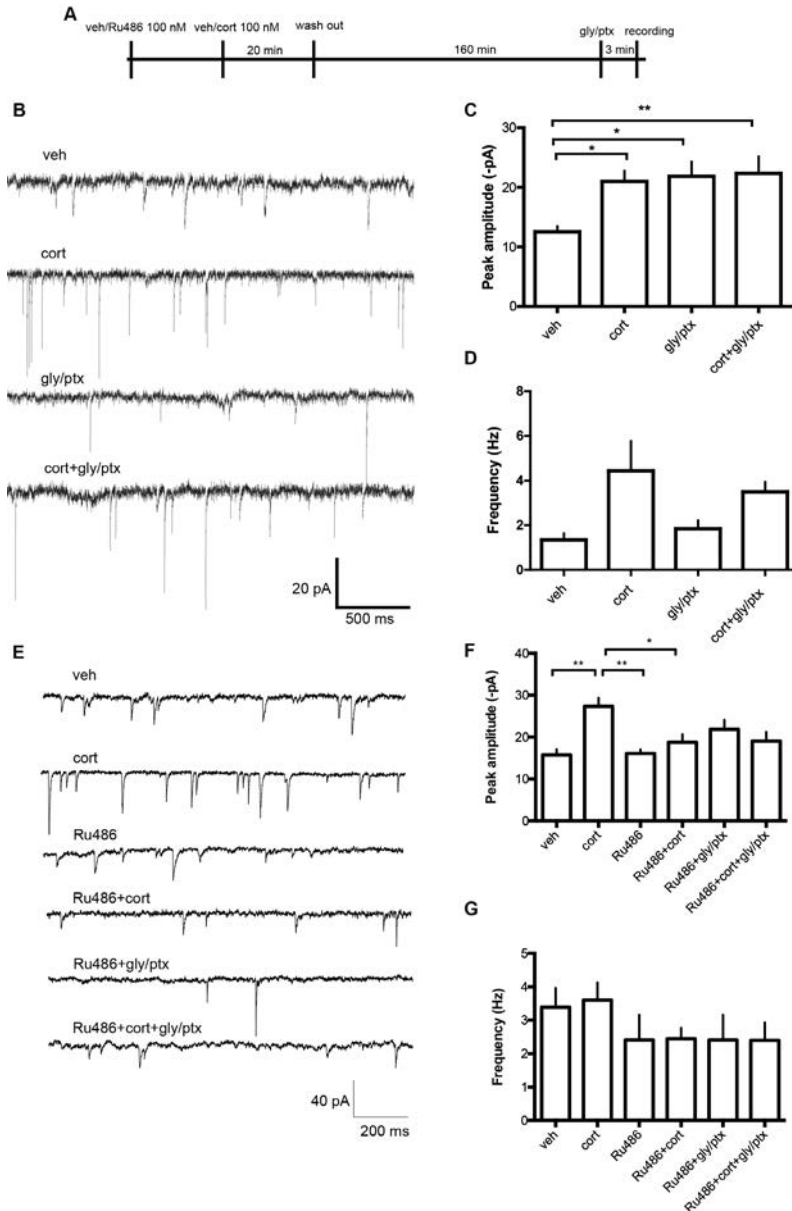 A
veh/Ru486 100 nM veh/cort 100 nM wash out gly/ptx recording
20 min 160 min 3 min
B
veh
cort
gly/ptx
cort+gly/ptx
20 pA
500 ms
C
**
*
*
Peak amplitude (-pA)
30
20
10
0
veh cort gly/ptx cort+gly/ptx
D
Frequency (Hz)
8
6
4
2
0
veh cort gly/ptx cort+gly/ptx
E
veh
cort
Ru486
Ru486+cort
Ru486+gly/ptx
Ru486+cort+gly/ptx
40 pA
200 ms
F
*
** **
Peak amplitude (-pA)
40
30
20
10
0
veh cort Ru486 Ru486+cort Ru486+gly/ptx Ru486+cort+gly/ptx
G
Frequency (Hz)
5
4
3
2
1
0
veh cort Ru486 Ru486+cort Ru486+gly/ptx Ru486+cort+gly/ptx